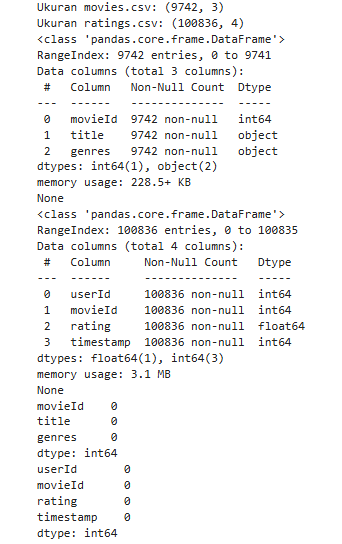 Ukuran movies.csv: (9742, 3)
Ukuran ratings.csv: (100836, 4)
<class 'pandas.core.frame.DataFrame'>
RangeIndex: 9742 entries, 0 to 9741
Data columns (total 3 columns):
 #   Column   Non-Null Count  Dtype
---  ------   --------------  -----
 0   movieId  9742 non-null   int64
 1   title    9742 non-null   object
 2   genres   9742 non-null   object
dtypes: int64(1), object(2)
memory usage: 228.5+ KB
None
<class 'pandas.core.frame.DataFrame'>
RangeIndex: 100836 entries, 0 to 100835
Data columns (total 4 columns):
 #   Column     Non-Null Count   Dtype
---  ------     --------------   -----
 0   userId     100836 non-null  int64
 1   movieId    100836 non-null  int64
 2   rating     100836 non-null  float64
 3   timestamp  100836 non-null  int64
dtypes: float64(1), int64(3)
memory usage: 3.1 MB
None
movieId    0
title      0
genres     0
dtype: int64
userId       0
movieId      0
rating       0
timestamp    0
dtype: int64